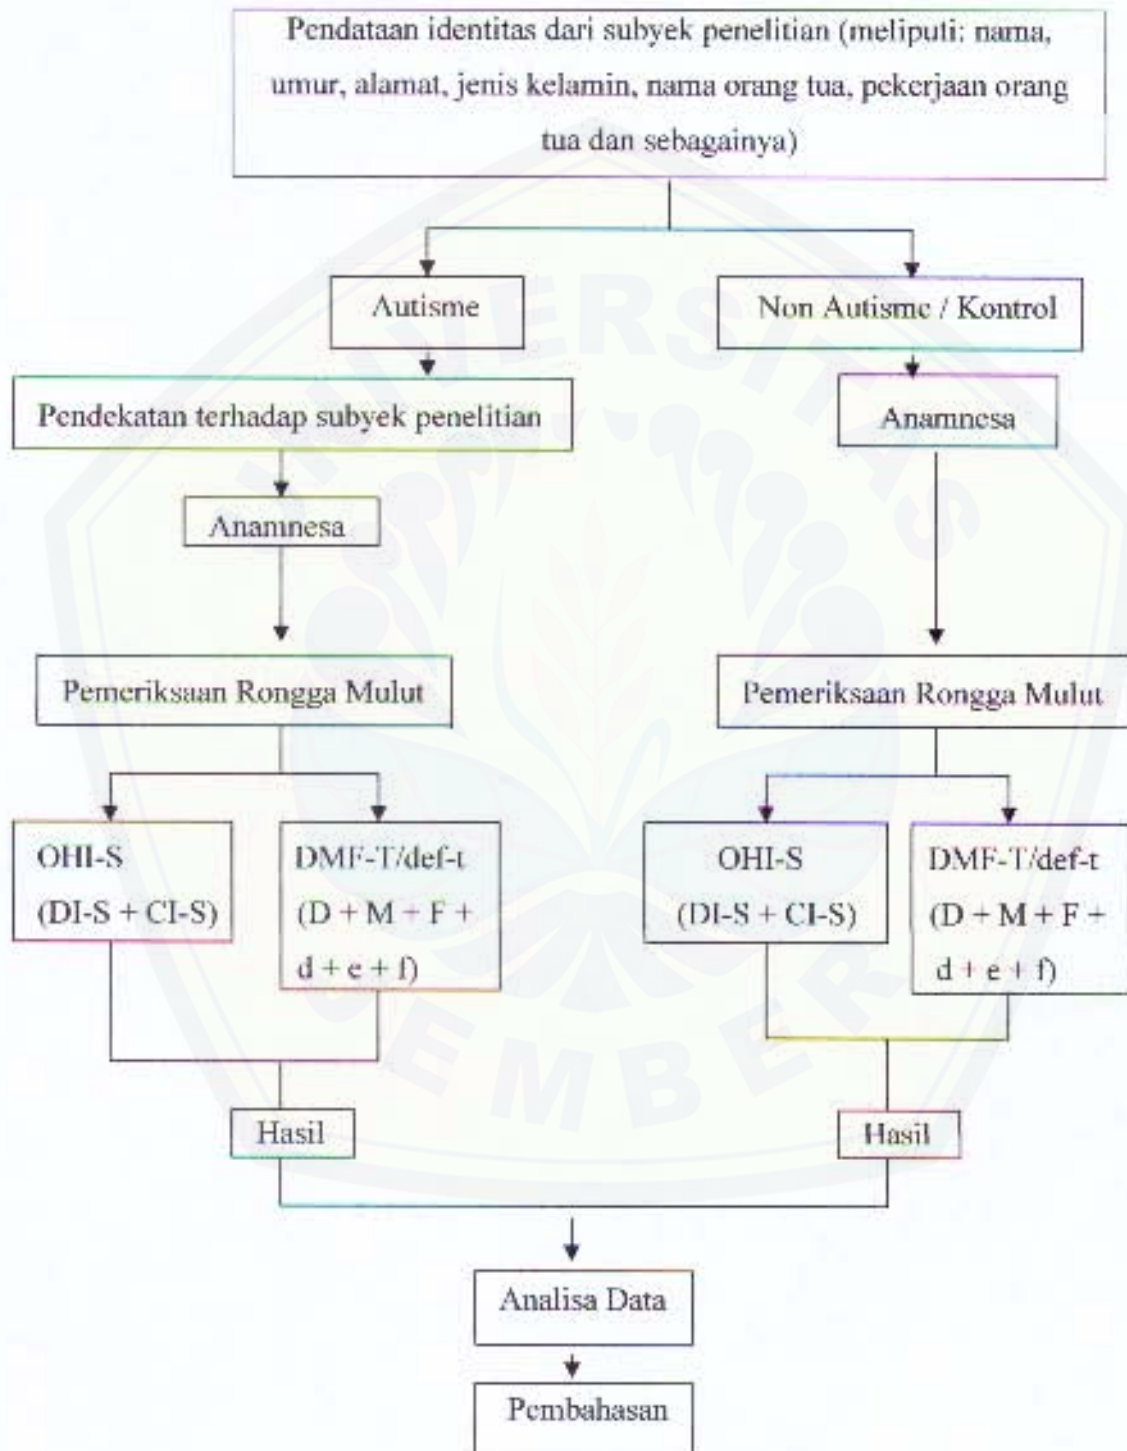 Pendataan identitas dari subyek penelitian (meliputi: nama,
umur, alamat, jenis kelamin, nama orang tua, pekerjaan orang
tua dan sebagainya)
Autisme
Non Autisme / Kontrol
Pendekatan terhadap subyek penelitian
Anamnesa
Anamnesa
Pemeriksaan Rongga Mulut
Pemeriksaan Rongga Mulut
OHI-S
(DI-S + CI-S)
DMF-T/def-t
(D + M + F +
d + e + f)
OHI-S
(DI-S + CI-S)
DMF-T/def-t
(D + M + F +
d + e + f)
Hasil
Hasil
Analisa Data
Pembahasan
UNIVERSITAS
JEMBER